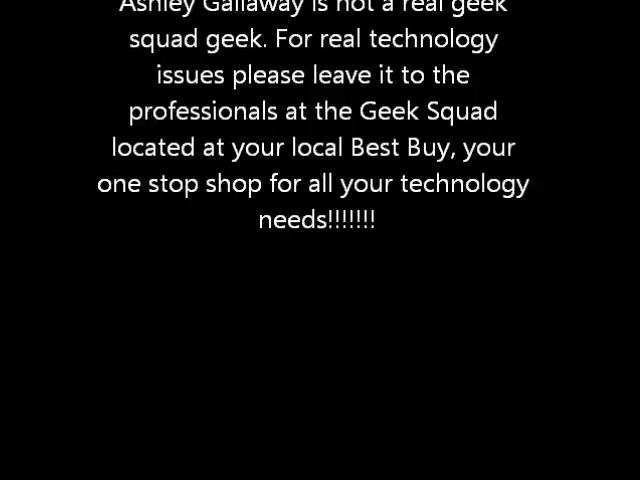 Ashley Gallaway is not a real geek
squad geek. For real technology
issues please leave it to the
professionals at the Geek Squad
located at your local Best Buy, your
one stop shop for all your technology
needs!!!!!!!